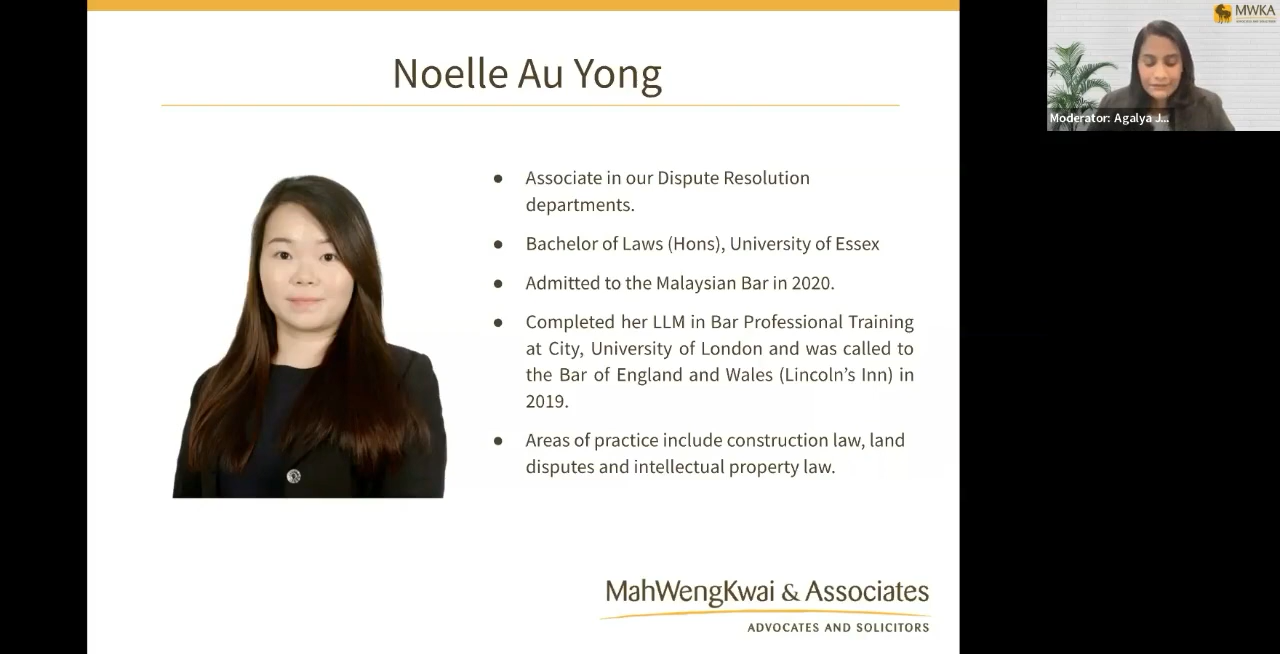 Noelle Au Yong
● Associate in our Dispute Resolution
departments.
● Bachelor of Laws (Hons), University of Essex
● Admitted to the Malaysian Bar in 2020.
● Completed her LLM in Bar Professional Training
at City, University of London and was called to
the Bar of England and Wales (Lincoln’s Inn) in
2019.
● Areas of practice include construction law, land
disputes and intellectual property law.
MahWengKwai & Associates
ADVOCATES AND SOLICITORS
MWKA
Moderator: Agalya J...